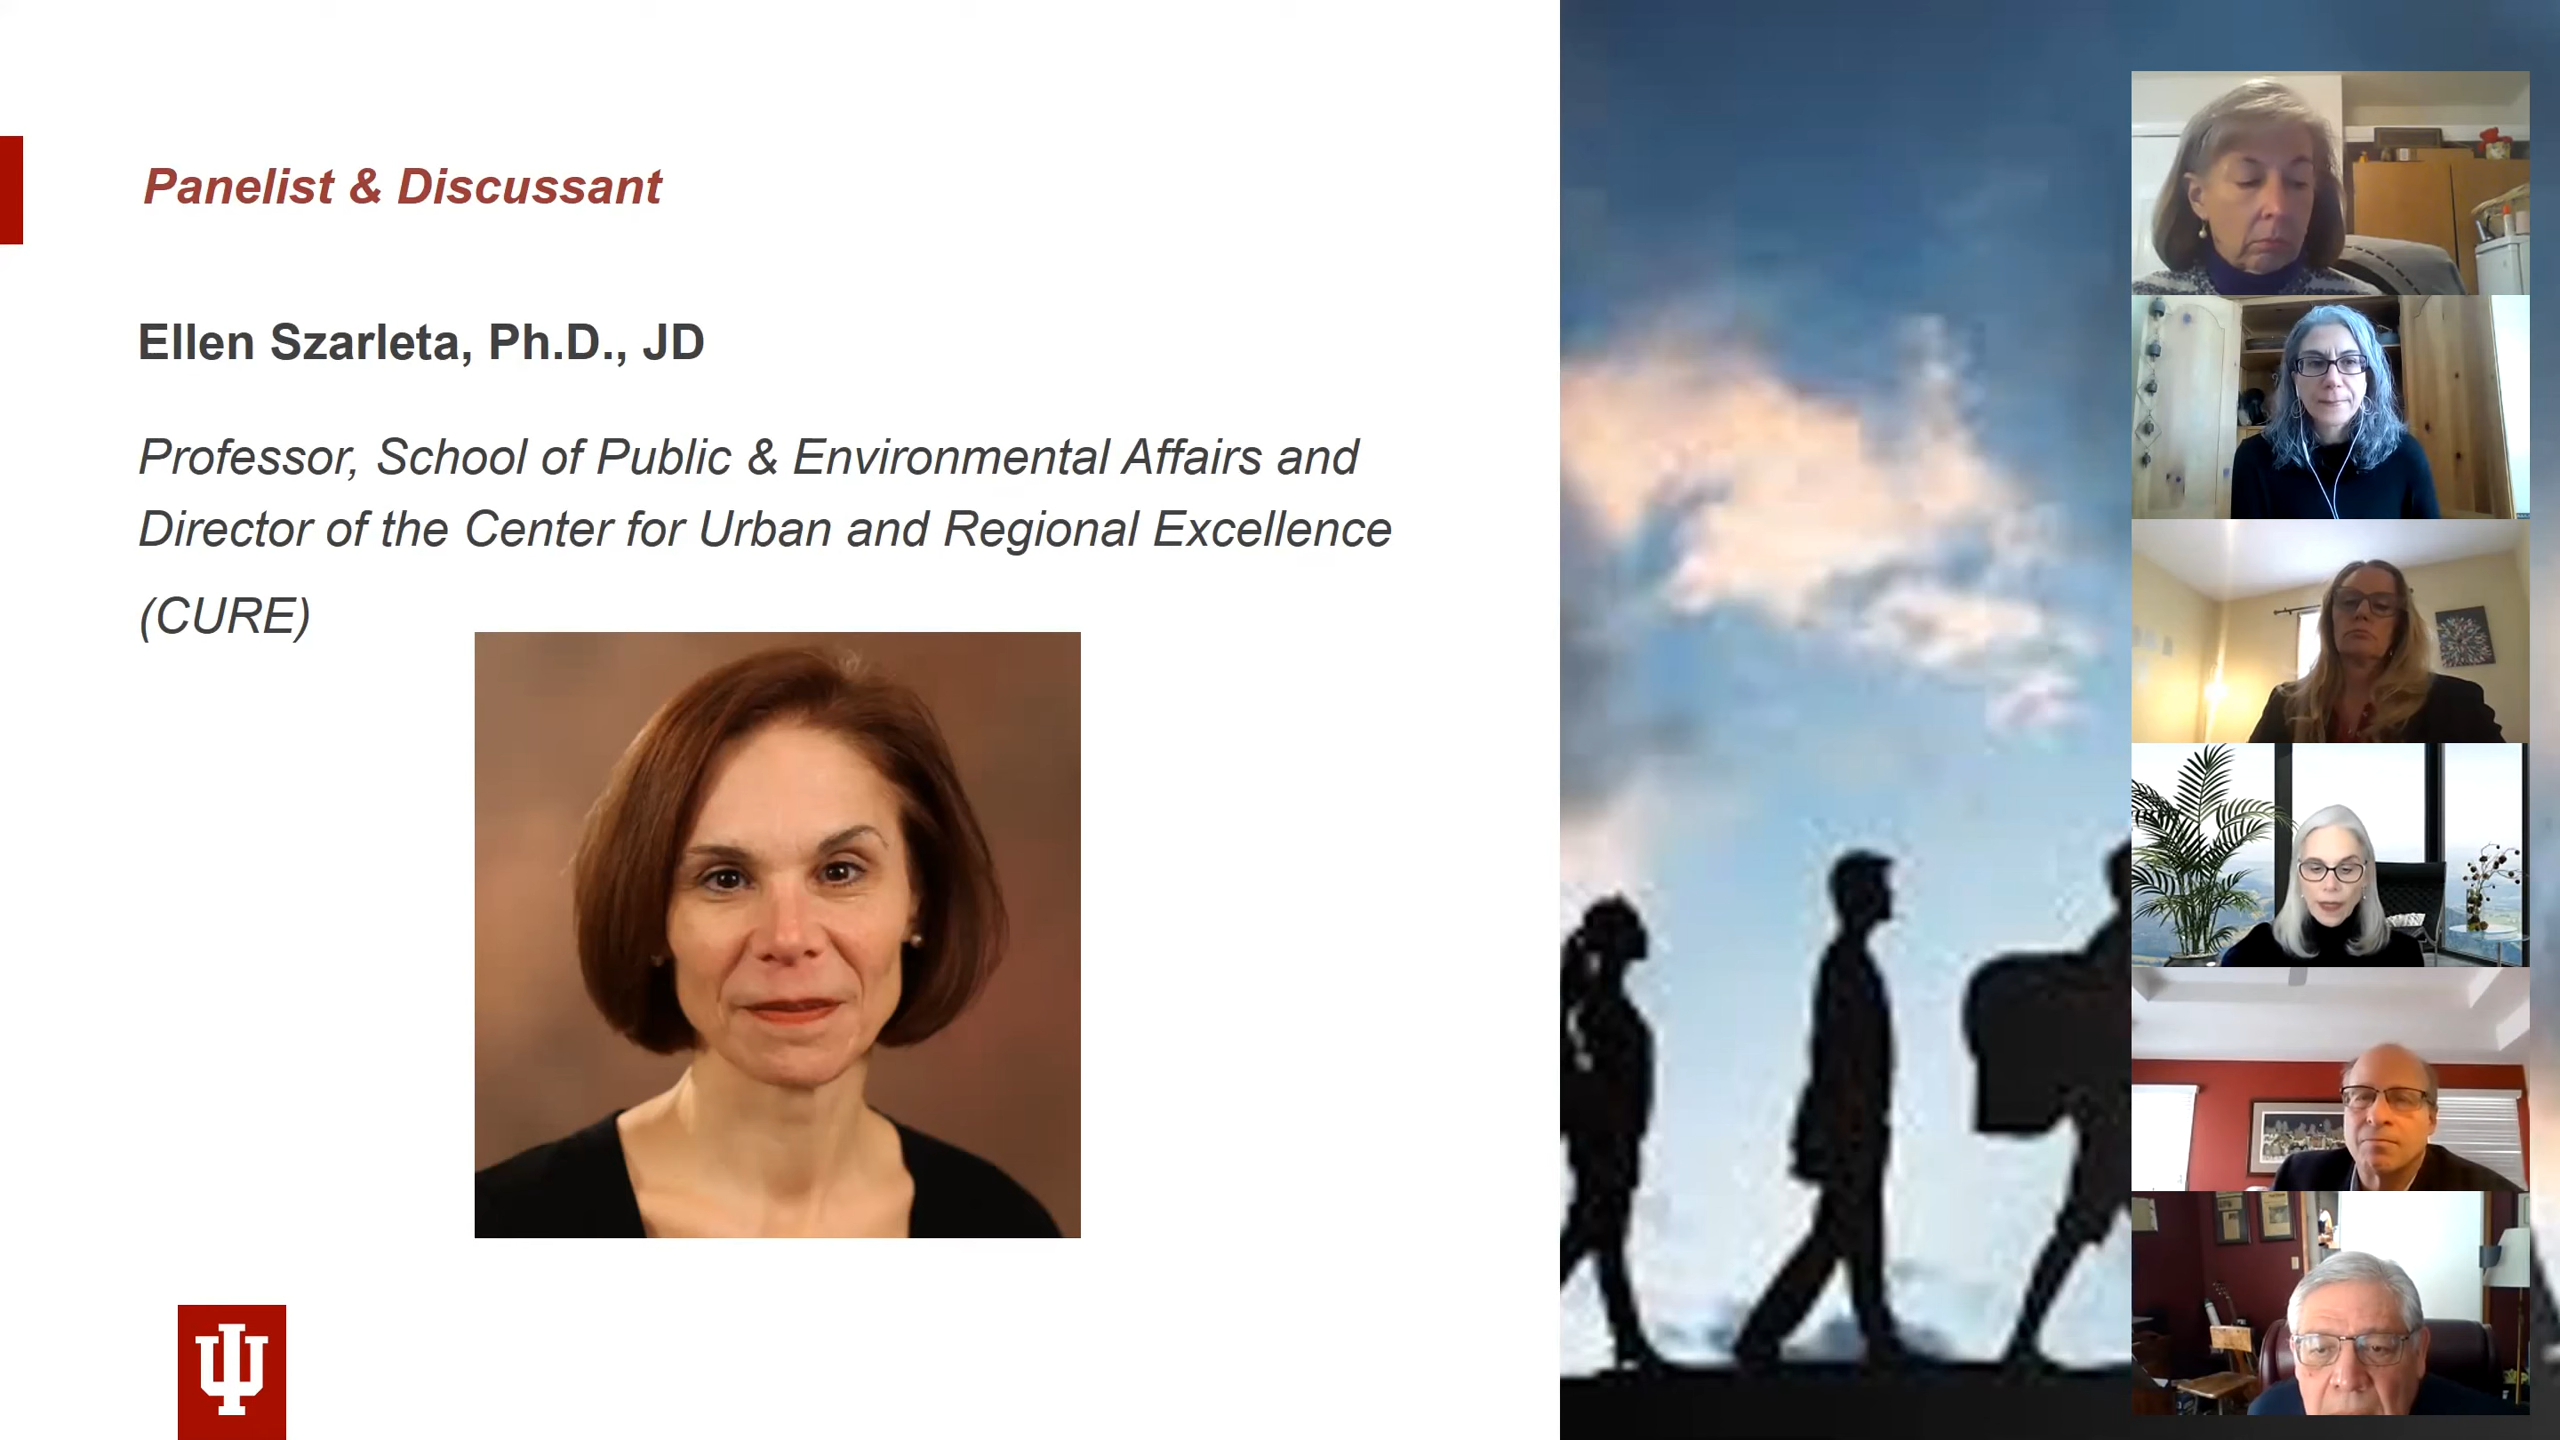 Panelist & Discussant
Ellen Szarleta, Ph.D., JD
Professor, School of Public & Environmental Affairs and
Director of the Center for Urban and Regional Excellence
(CURE)